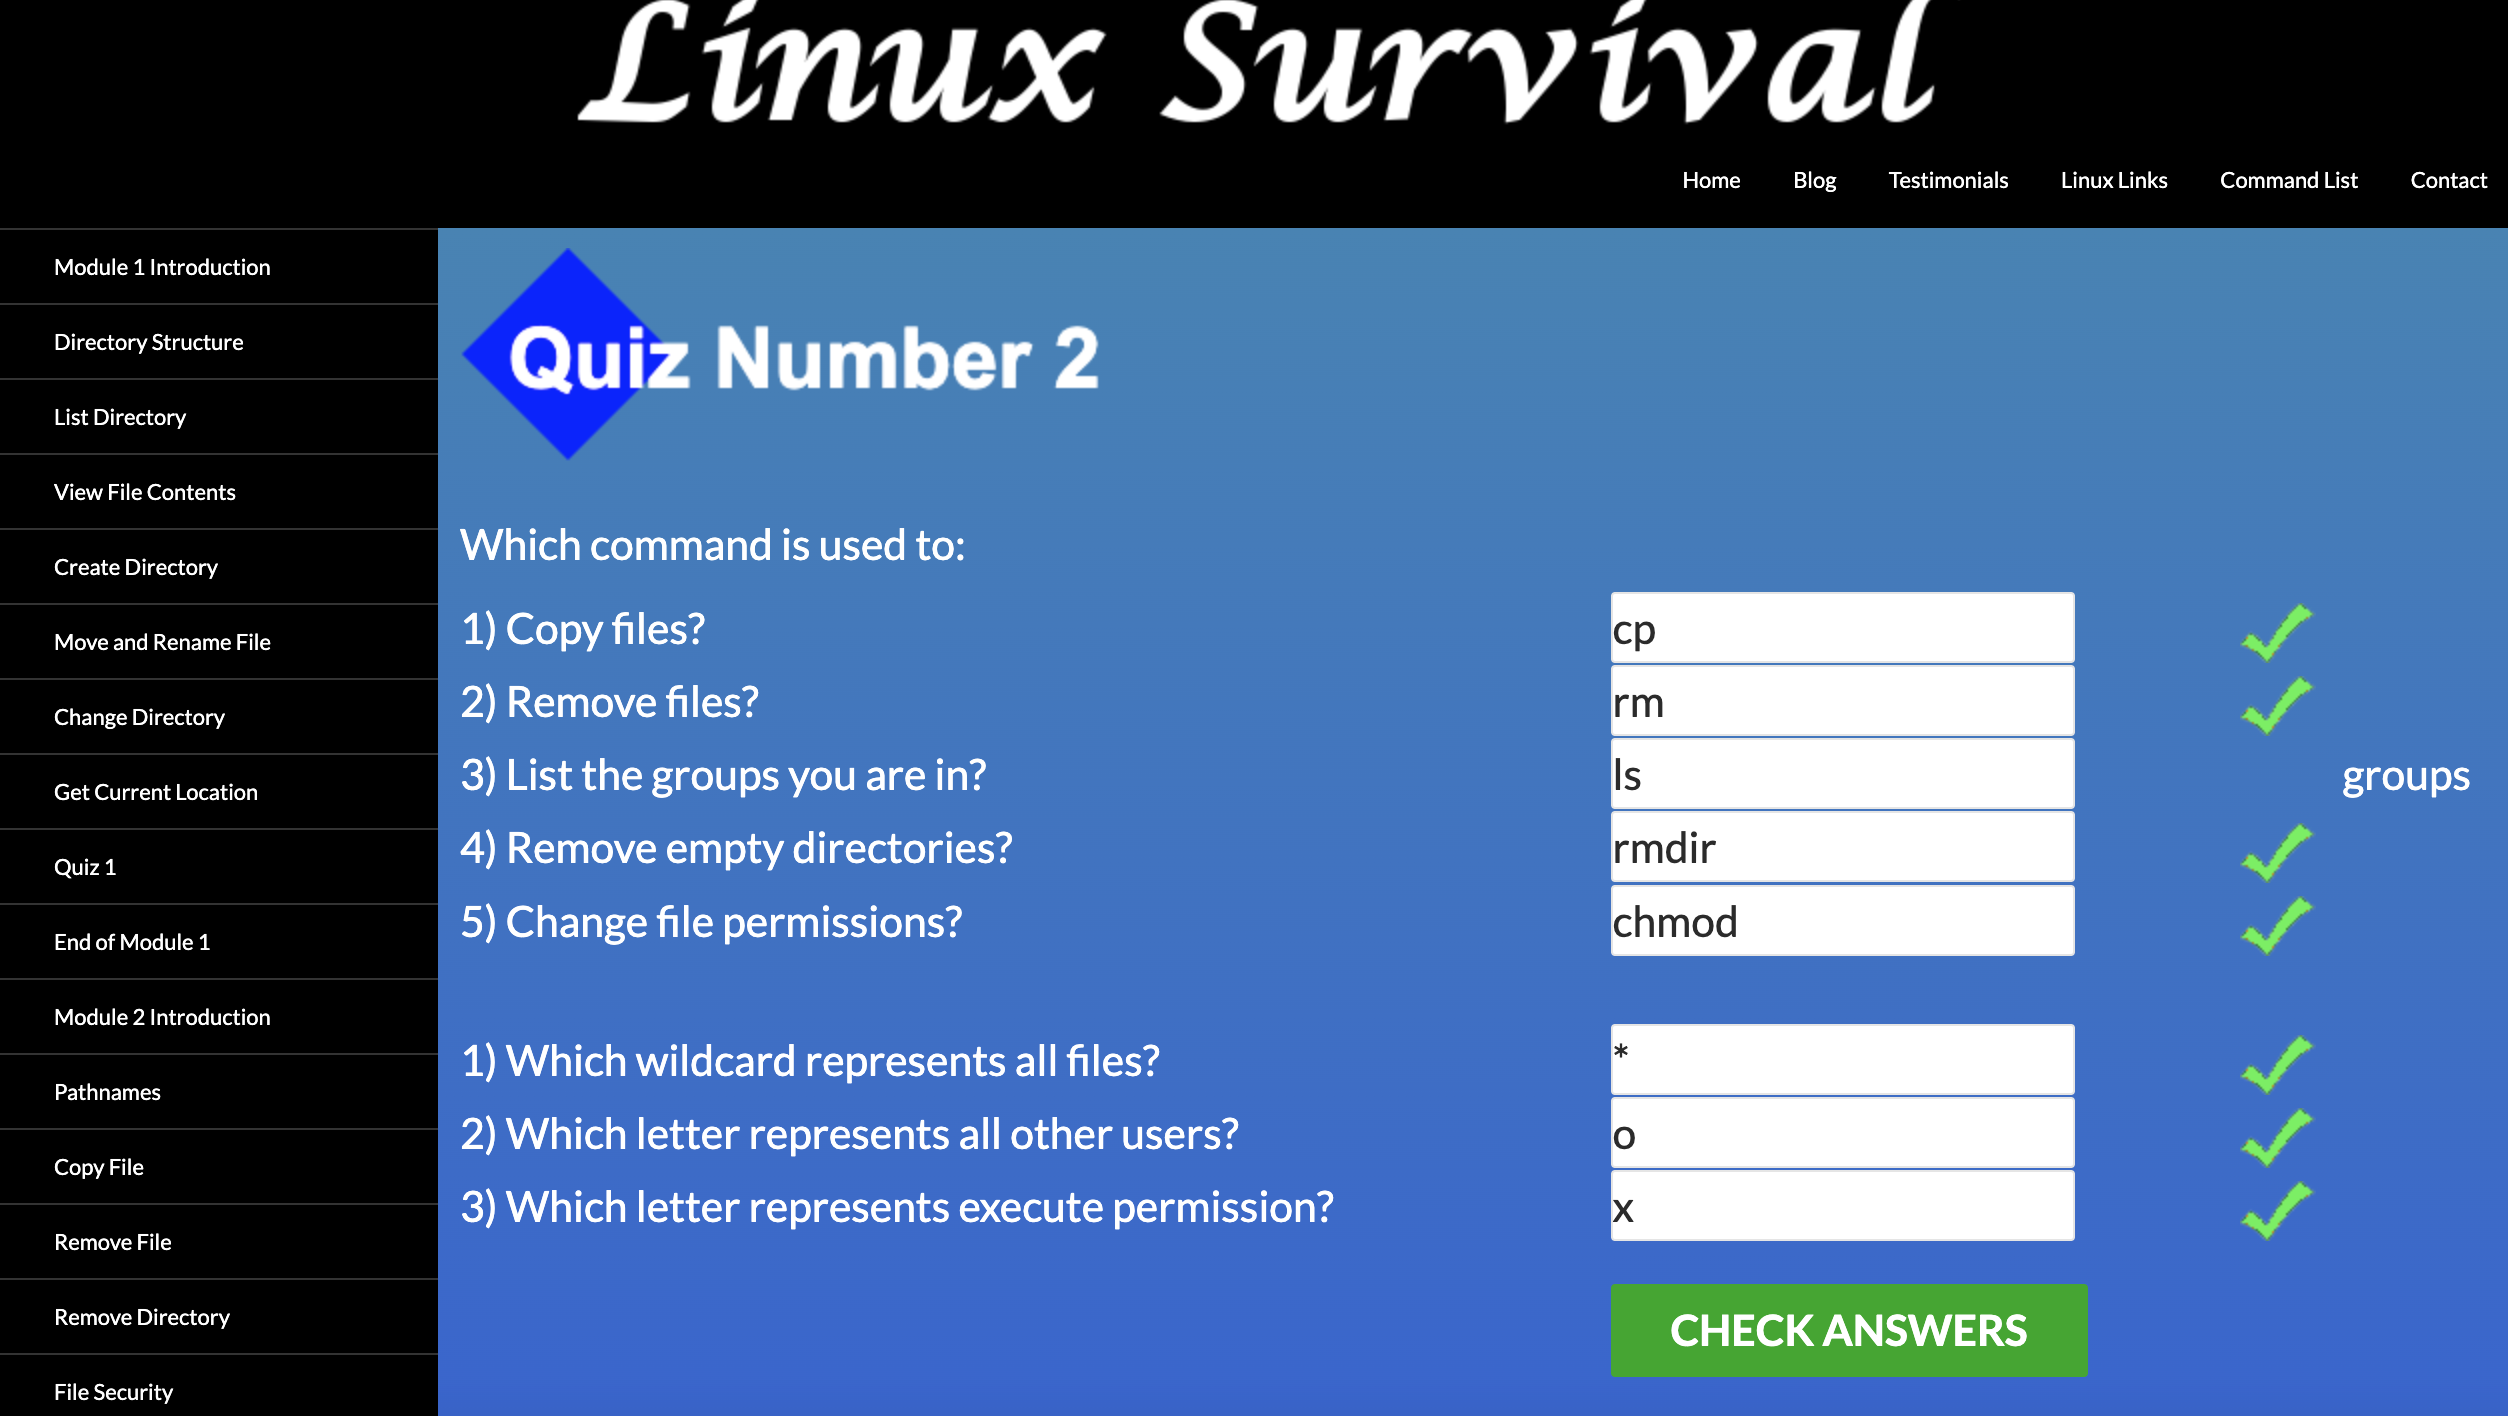 Linux Survival
Home Blog Testimonials Linux Links Command List Contact
Module 1 Introduction
Directory Structure
List Directory
View File Contents
Create Directory
Move and Rename File
Change Directory
Get Current Location
Quiz 1
End of Module 1
Module 2 Introduction
Pathnames
Copy File
Remove File
Remove Directory
File Security
Quiz Number 2
Which command is used to:
1) Copy files? cp
2) Remove files? rm
3) List the groups you are in? ls groups
4) Remove empty directories? rmdir
5) Change file permissions? chmod
1) Which wildcard represents all files? *
2) Which letter represents all other users? o
3) Which letter represents execute permission? x
CHECK ANSWERS